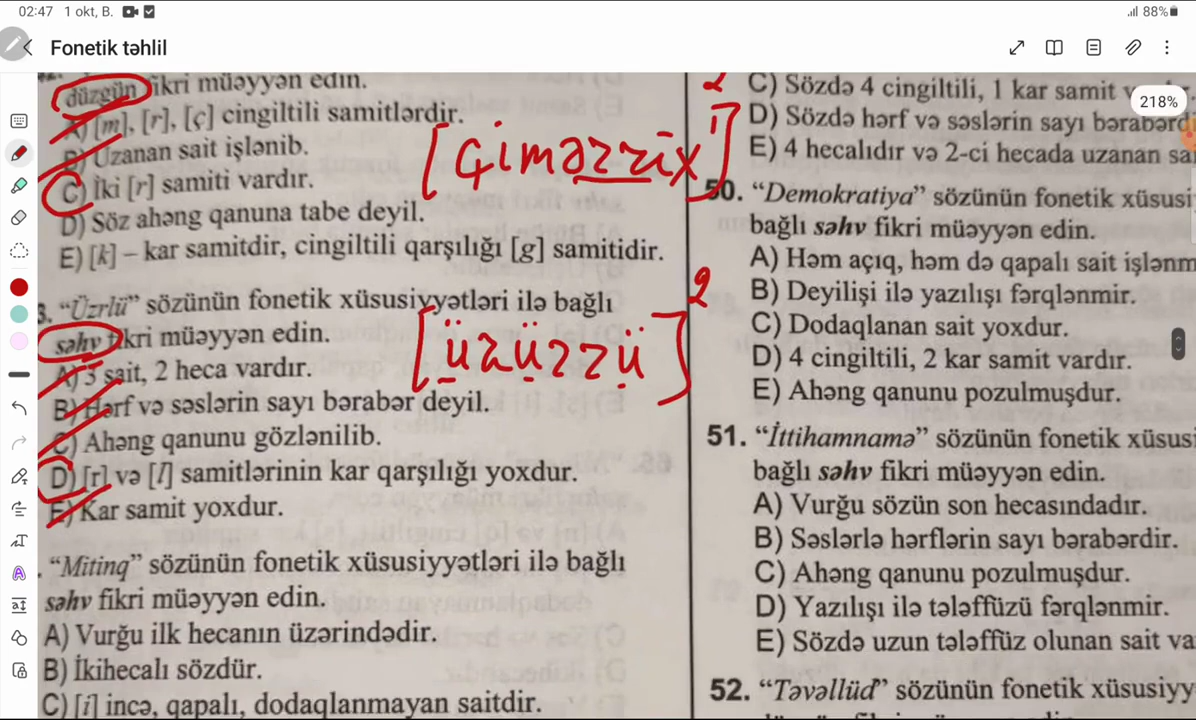 02:47 1 okt, B. 88%
Fonetik təhlil
218%
düzgün fikri müəyyən edin.
A) [m], [r], [ç] cingiltili samitlərdir.
B) Uzanan sait işlənib.
C) İki [r] samiti vardır.
D) Söz ahəng qanuna tabe deyil.
E) [k] – kar samitdir, cingiltili qarşılığı [g] samitidir.
[çimərrix]
3. “Üzrlü” sözünün fonetik xüsusiyyətləri ilə bağlı
səhv fikri müəyyən edin.
A) 3 sait, 2 heca vardır.
B) Hərf və səslərin sayı bərabər deyil.
C) Ahəng qanunu gözlənilib.
D) [r] və [l] samitlərinin kar qarşılığı yoxdur.
E) Kar samit yoxdur.
[üzürrü]
2
. “Mitinq” sözünün fonetik xüsusiyyətləri ilə bağlı
səhv fikri müəyyən edin.
A) Vurğu ilk hecanın üzərindədir.
B) İkihecalı sözdür.
C) [i] incə, qapalı, dodaqlanmayan saitdir.
C) Sözdə 4 cingiltili, 1 kar samit
D) Sözdə hərf və səslərin sayı bərabərd
E) 4 hecalıdır və 2-ci hecada uzanan sa
50. “Demokratiya” sözünün fonetik xüsusi
bağlı səhv fikri müəyyən edin.
A) Həm açıq, həm də qapalı sait işlənm
B) Deyilişi ilə yazılışı fərqlənmir.
C) Dodaqlanan sait yoxdur.
D) 4 cingiltili, 2 kar samit vardır.
E) Ahəng qanunu pozulmuşdur.
51. “İttihamnamə” sözünün fonetik xüsusi
bağlı səhv fikri müəyyən edin.
A) Vurğu sözün son hecasındadır.
B) Səslərlə hərflərin sayı bərabərdir.
C) Ahəng qanunu pozulmuşdur.
D) Yazılışı ilə tələffüzü fərqlənmir.
E) Sözdə uzun tələffüz olunan sait va
52. “Təvəllüd” sözünün fonetik xüsusiyy